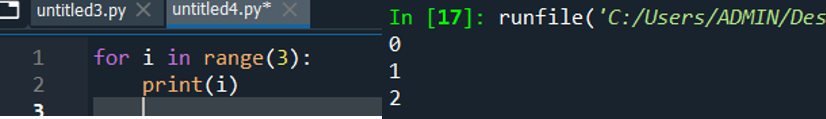 untitled3.py untitled4.py*
1 for i in range(3):
2 print(i)
3
In [17]: runfile('C:/Users/ADMIN/Des
0
1
2